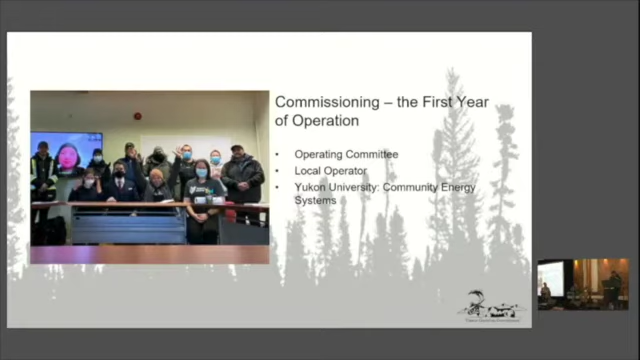 Commissioning – the First Year
of Operation
• Operating Committee
• Local Operator
• Yukon University: Community Energy
Systems